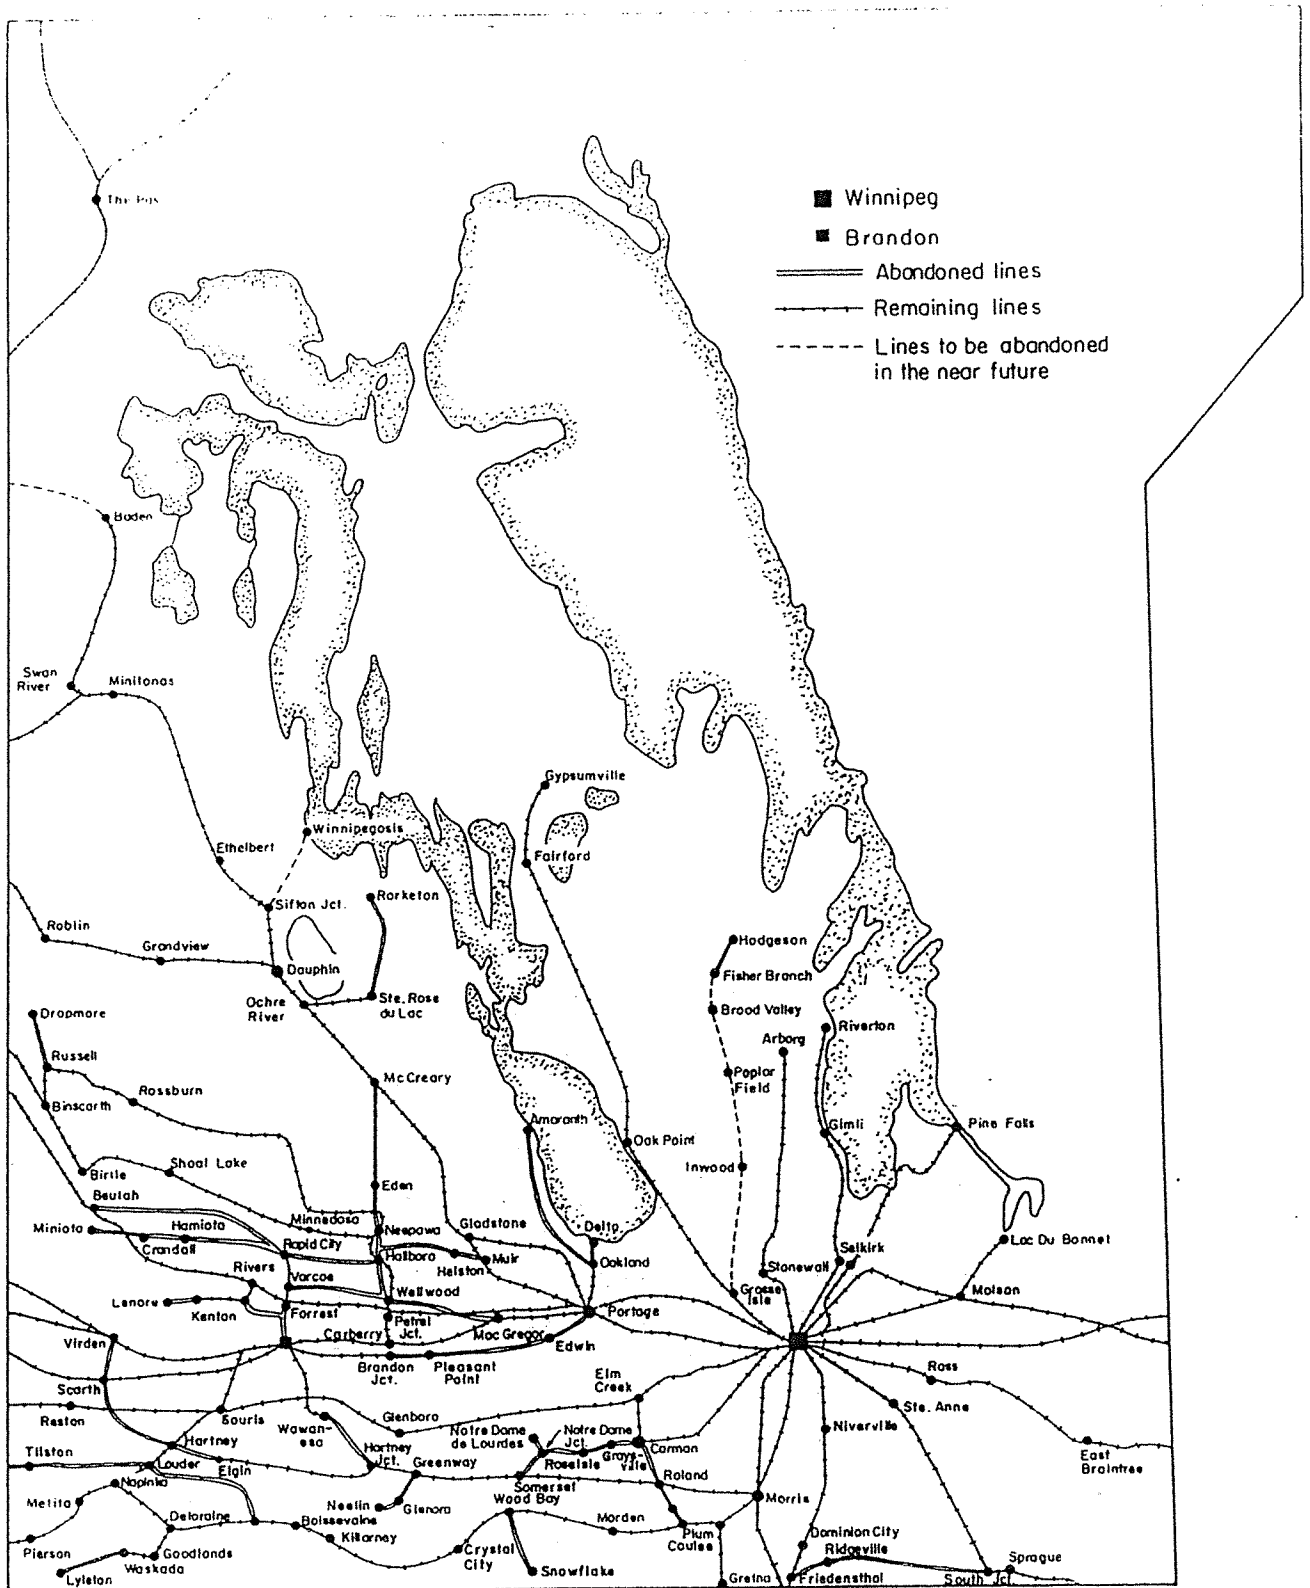 The Pas
Winnipeg
Brandon
Abandoned lines
Remaining lines
Lines to be abandoned
in the near future
Baden
Swan
River
Minitonas
Gypsumville
Winnipegosis
Ethelbert
Fairford
Rorketon
Sifton Jct.
Roblin
Grandview
Hodgeson
Dauphin
Fisher Branch
Ochre
River
Ste. Rose
du Lac
Brood Valley
Dropmore
Riverton
Arborg
Russell
Poplar
Field
McCreary
Rossburn
Binscarth
Amaranth
Gimli
Pine Falls
Oak Point
Inwood
Shoal Lake
Birtle
Eden
Beulah
Minnedosa
Neepawa
Gladstone
Delta
Miniota
Hamiota
Crandall
Rapid City
Hallboro
Helston
Muir
Oakland
Selkirk
Lac Du Bonnet
Stonewall
Rivers
Varcoe
Wellwood
Grosse
Isle
Molson
Lenore
Kenton
Forrest
Petrel
Jct.
Portage
Carberry
Mac Gregor
Edwin
Virden
Brandon
Jct.
Pleasant
Point
Elm
Creek
Ross
Scarth
Reston
Souris
Glenboro
Ste. Anne
Wawan-
esa
Notre Dame
de Lourdes
Notre Dame
Jct.
Niverville
Hartney
Hartney
Jct.
Roseisle
Grays
ville
Carman
East
Braintree
Tilston
Lauder
Elgin
Greenway
Somerset
Roland
Napinka
Melita
Neelin
Glenora
Wood Bay
Morris
Deloraine
Boissevaine
Killarney
Morden
Plum
Coulee
Dominion City
Ridgeville
Pierson
Goodlands
Waskada
Crystal
City
Sprague
Lyleton
Snowflake
Gretna
Friedensthal
South Jct.